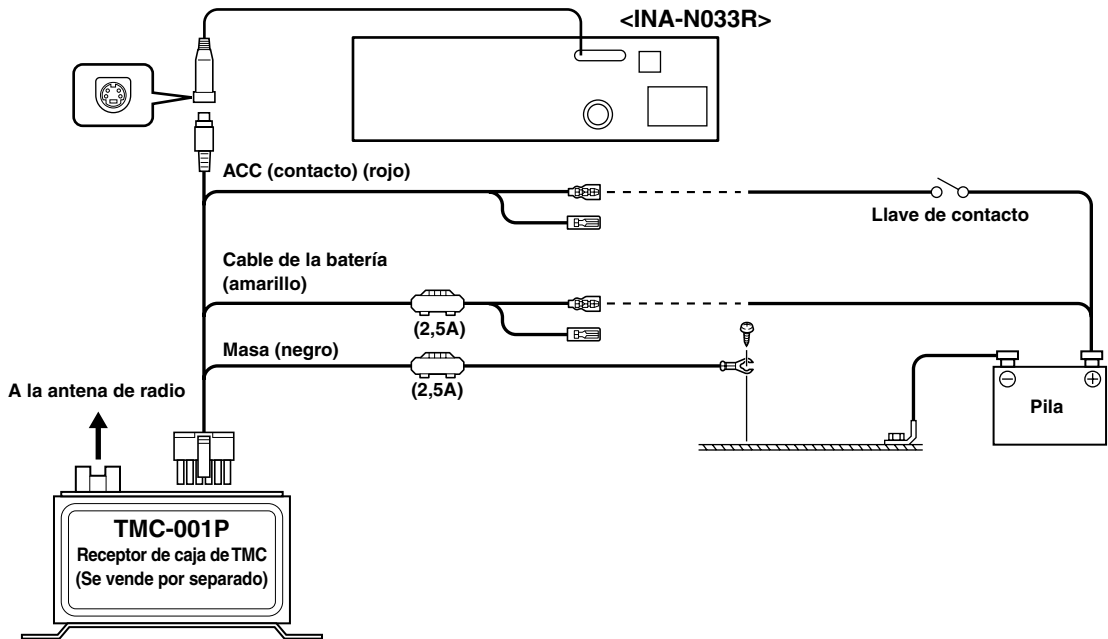 <INA-N033R>
ACC (contacto) (rojo)
Llave de contacto
Cable de la batería
(amarillo)
(2,5A)
Masa (negro)
(2,5A)
A la antena de radio
Pila
TMC-001P
Receptor de caja de TMC
(Se vende por separado)